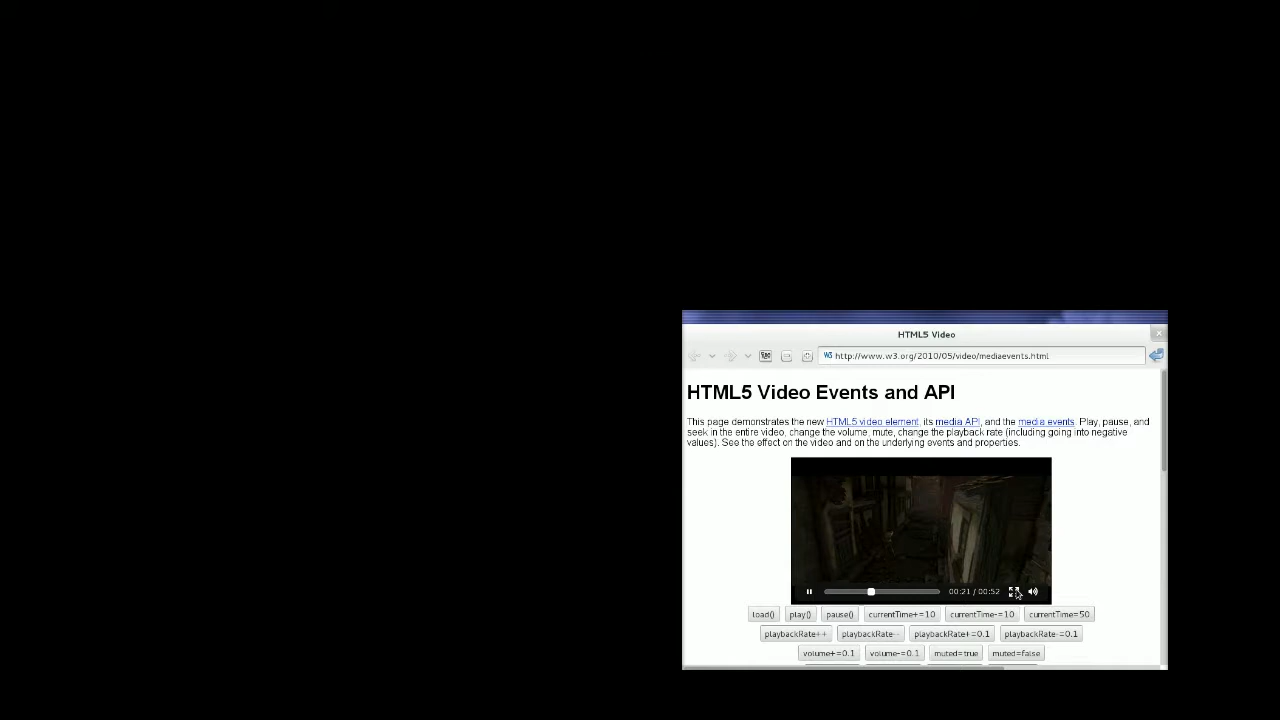 HTML5 Video
http://www.w3.org/2010/05/video/mediaevents.html
HTML5 Video Events and API
This page demonstrates the new HTML5 video element, its media API, and the media events. Play, pause, and
seek in the entire video, change the volume, mute, change the playback rate (including going into negative
values). See the effect on the video and on the underlying events and properties.
00:21 / 00:52
load() play() pause() currentTime+=10 currentTime-=10 currentTime=50
playbackRate++ playbackRate-- playbackRate+=0.1 playbackRate-=0.1
volume+=0.1 volume-=0.1 muted=true muted=false